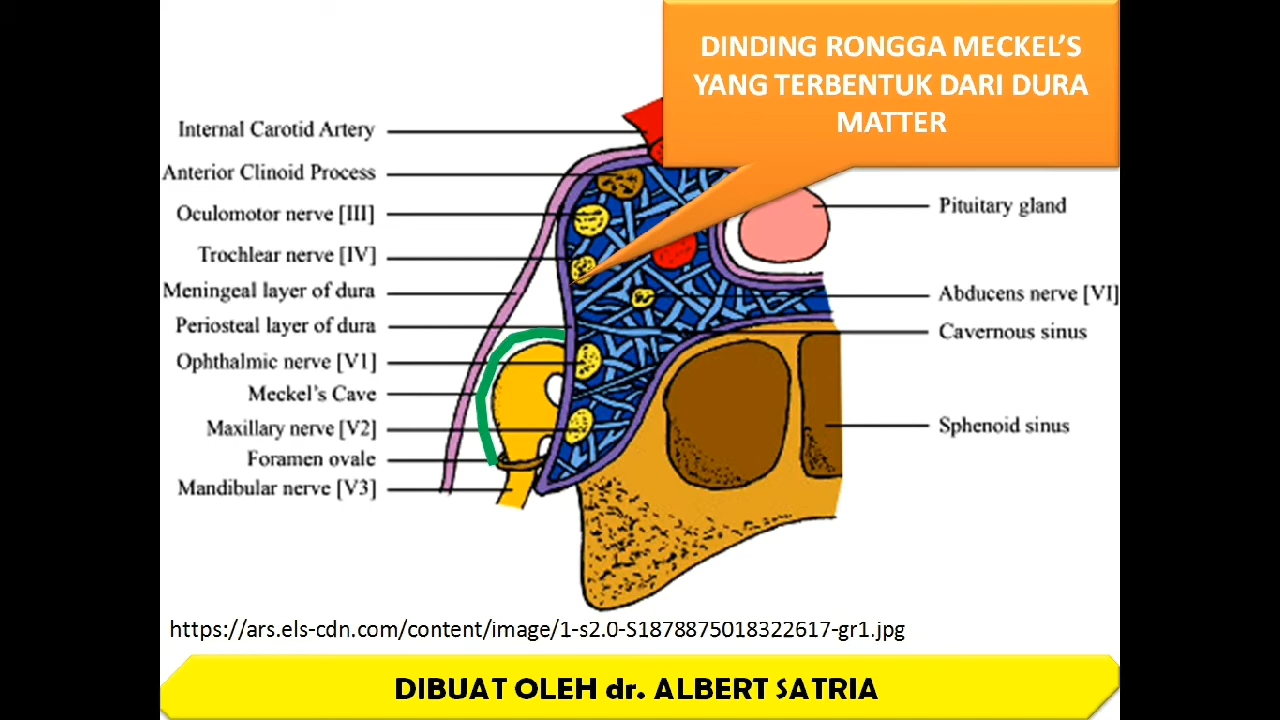 DINDING RONGGA MECKEL'S
YANG TERBENTUK DARI DURA
MATTER
Internal Carotid Artery
Anterior Clinoid Process
Oculomotor nerve [III]
Trochlear nerve [IV]
Meningeal layer of dura
Periosteal layer of dura
Ophthalmic nerve [V1]
Meckel's Cave
Maxillary nerve [V2]
Foramen ovale
Mandibular nerve [V3]
Pituitary gland
Abducens nerve [VI]
Cavernous sinus
Sphenoid sinus
https://ars.els-cdn.com/content/image/1-s2.0-S1878875018322617-gr1.jpg
DIBUAT OLEH dr. ALBERT SATRIA